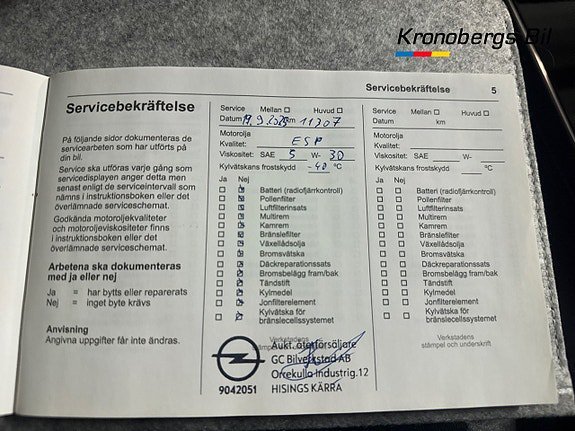 Kronobergs Bil
Servicebekräftelse 5
Servicebekräftelse
På följande sidor dokumenteras de
servicearbeten som har utförts på
din bil.
Service ska utföras varje gång som
servicedisplayen anger detta men
senast enligt de serviceintervall som
nämns i instruktionsboken eller det
överlämnade serviceschemat.
Godkända motoroljekvaliteter
och motoroljeviskositeter finns
i instruktionsboken eller det
överlämnade serviceschemat.
Arbetena ska dokumenteras
med ja eller nej
Ja = har bytts eller reparerats
Nej = inget byte krävs
Anvisning
Angivna uppgifter får inte ändras.
Service Mellan Huvud
Datum km 11307
Motorolja
Kvalitet: ESP
Viskositet: SAE 5 W- 30
Kylvätskans frostskydd -40 °C
Ja Nej
Batteri (radiofjärrkontroll)
Pollenfilter
Luftfilterinsats
Multirem
Kamrem
Bränslefilter
Växellådsolja
Bromsvätska
Däckreparationssats
Bromsbelägg fram/bak
Tändstift
Kylmedel
Jonfilterelement
Kylvätska för
bränslecellssystemet
Verkstadens
stämpel och underskrift
Aukt. återförsäljare
GC Bilverkstad AB
Orrekulla Industrig.12
9042051 HISINGS KÄRRA
Service Mellan Huvud
Datum km
Motorolja
Kvalitet:
Viskositet: SAE W-
Kylvätskans frostskydd °C
Ja Nej
Batteri (radiofjärrkontroll)
Pollenfilter
Luftfilterinsats
Multirem
Kamrem
Bränslefilter
Växellådsolja
Bromsvätska
Däckreparationssats
Bromsbelägg fram/bak
Tändstift
Kylmedel
Jonfilterelement
Kylvätska för
bränslecellssystemet
Verkstadens
stämpel och underskrift